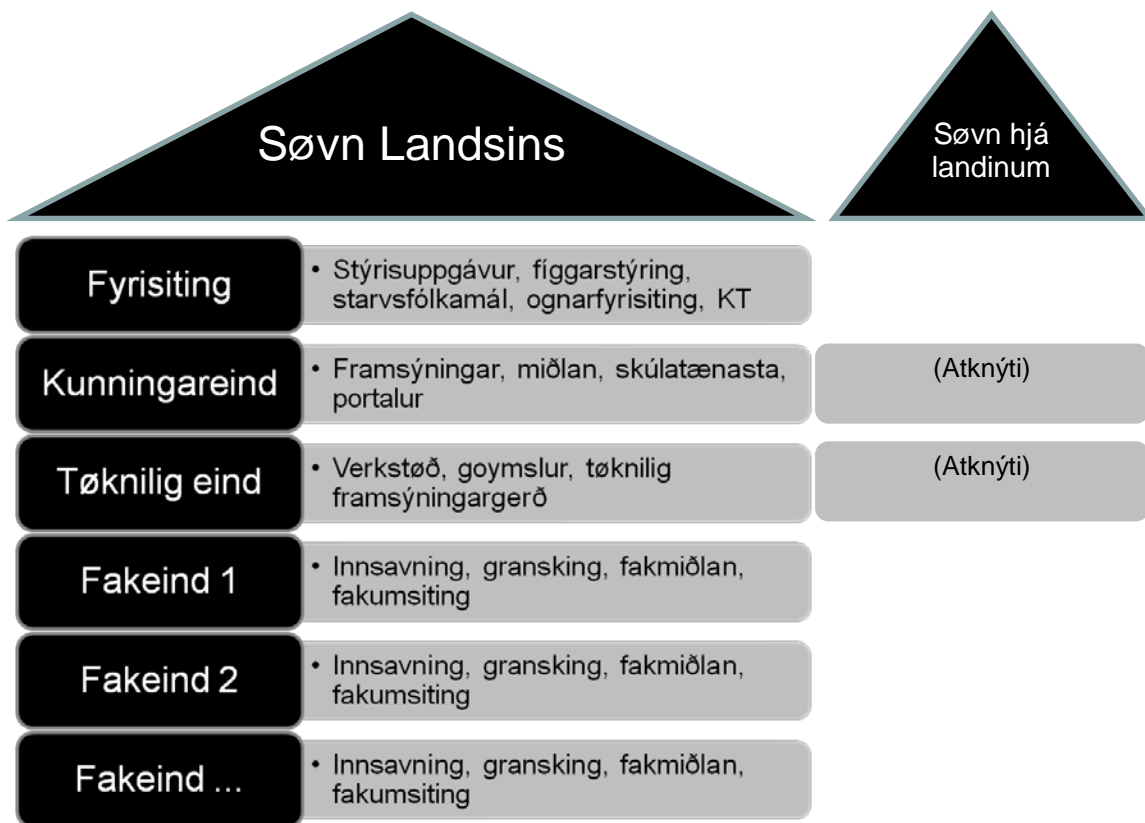 Søvn Landsins
Søvn hjá
landinum
Fyrisiting
• Stýrisuppgávur, fíggarstýring,
starvsfólkamál, ognarfyrisiting, KT
Kunningareind
• Framsýningar, miðlan, skúlatænasta,
portalur
(Atknýti)
Tøknilig eind
• Verkstøð, goymslur, tøknilig
framsýningargerð
(Atknýti)
Fakeind 1
• Innsavning, gransking, fakmiðlan,
fakumsiting
Fakeind 2
• Innsavning, gransking, fakmiðlan,
fakumsiting
Fakeind ...
• Innsavning, gransking, fakmiðlan,
fakumsiting